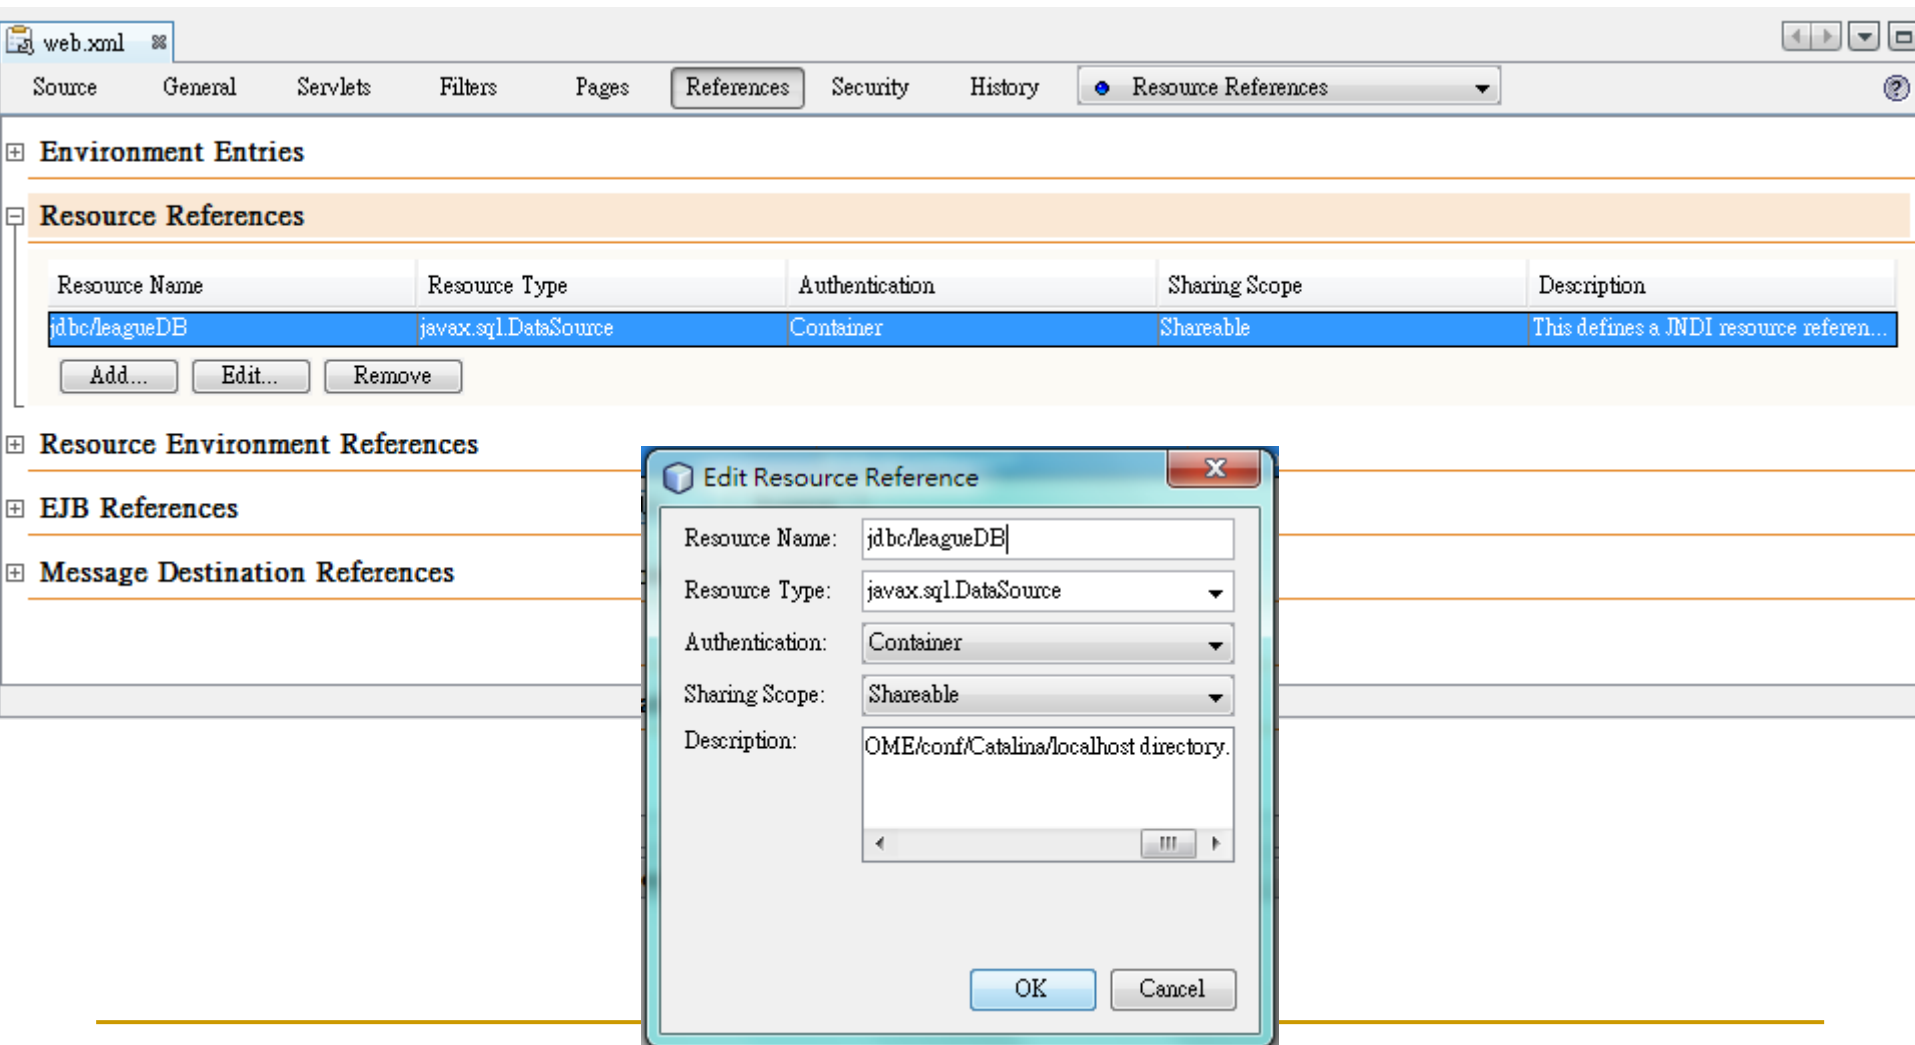 web.xml
Source General Servlets Filters Pages References Security History Resource References
Environment Entries
Resource References
Resource Name Resource Type Authentication Sharing Scope Description
jdbc/leagueDB javax.sql.DataSource Container Shareable This defines a JNDI resource referen...
Add... Edit... Remove
Resource Environment References
EJB References
Message Destination References
Edit Resource Reference
Resource Name: jdbc/leagueDB
Resource Type: javax.sql.DataSource
Authentication: Container
Sharing Scope: Shareable
Description: OME/conf/Catalina/localhost directory.
OK Cancel